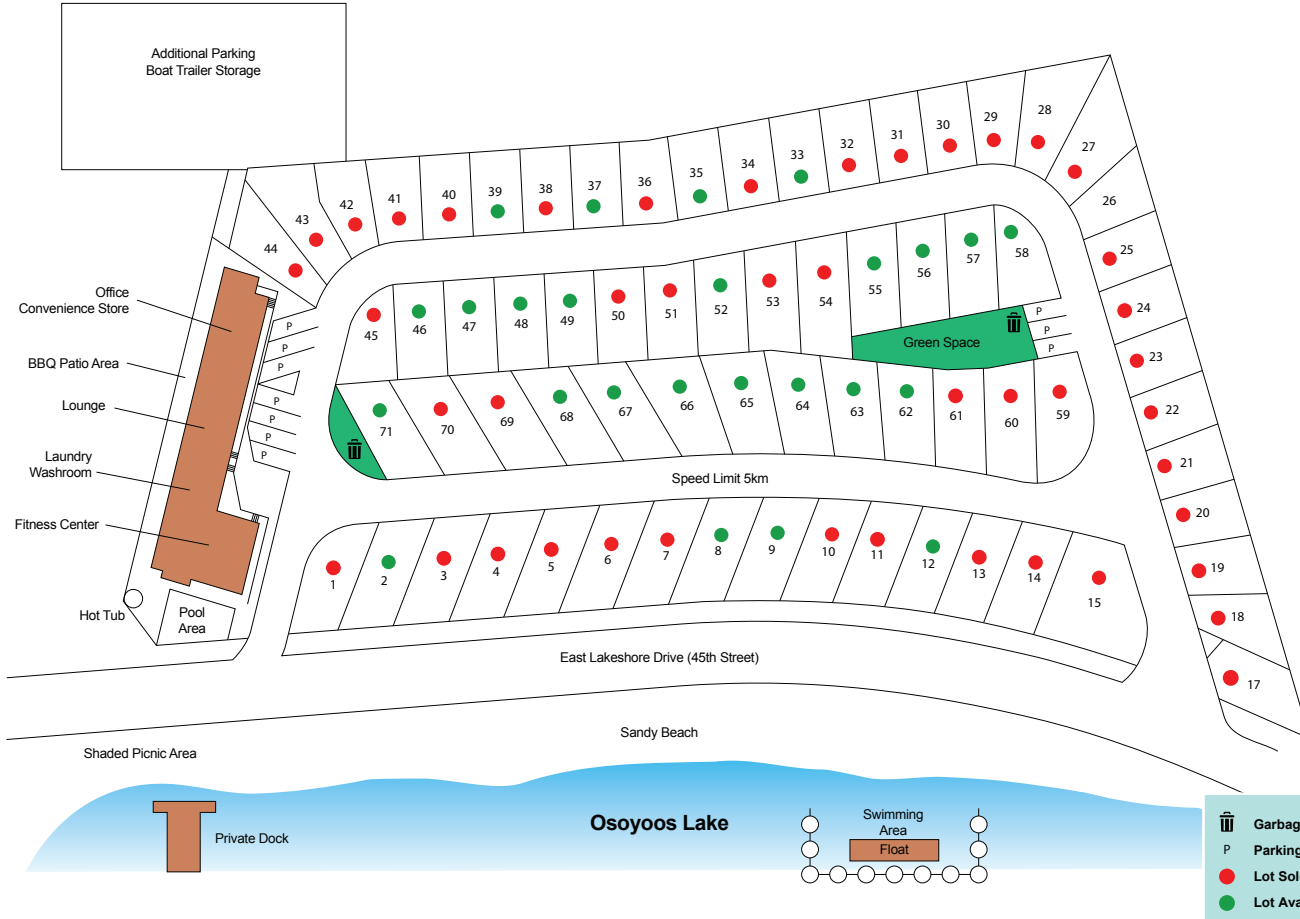 Additional Parking
Boat Trailer Storage
28
29
30
31
32
27
33
34
35
36
37
38
39
40
41
42
43
44
26
25
24
23
22
21
20
19
18
17
Office
Convenience Store
BBQ Patio Area
Lounge
Laundry
Washroom
Fitness Center
Hot Tub
Pool
Area
P
P
P
P
P
P
P
45
46
47
48
49
50
51
52
53
54
55
56
57
58
Green Space
P
P
P
71
70
69
68
67
66
65
64
63
62
61
60
59
Speed Limit 5km
1
2
3
4
5
6
7
8
9
10
11
12
13
14
15
East Lakeshore Drive (45th Street)
Sandy Beach
Shaded Picnic Area
Private Dock
Osoyoos Lake
Swimming
Area
Float
Garbag
P Parking
Lot Sol
Lot Ava